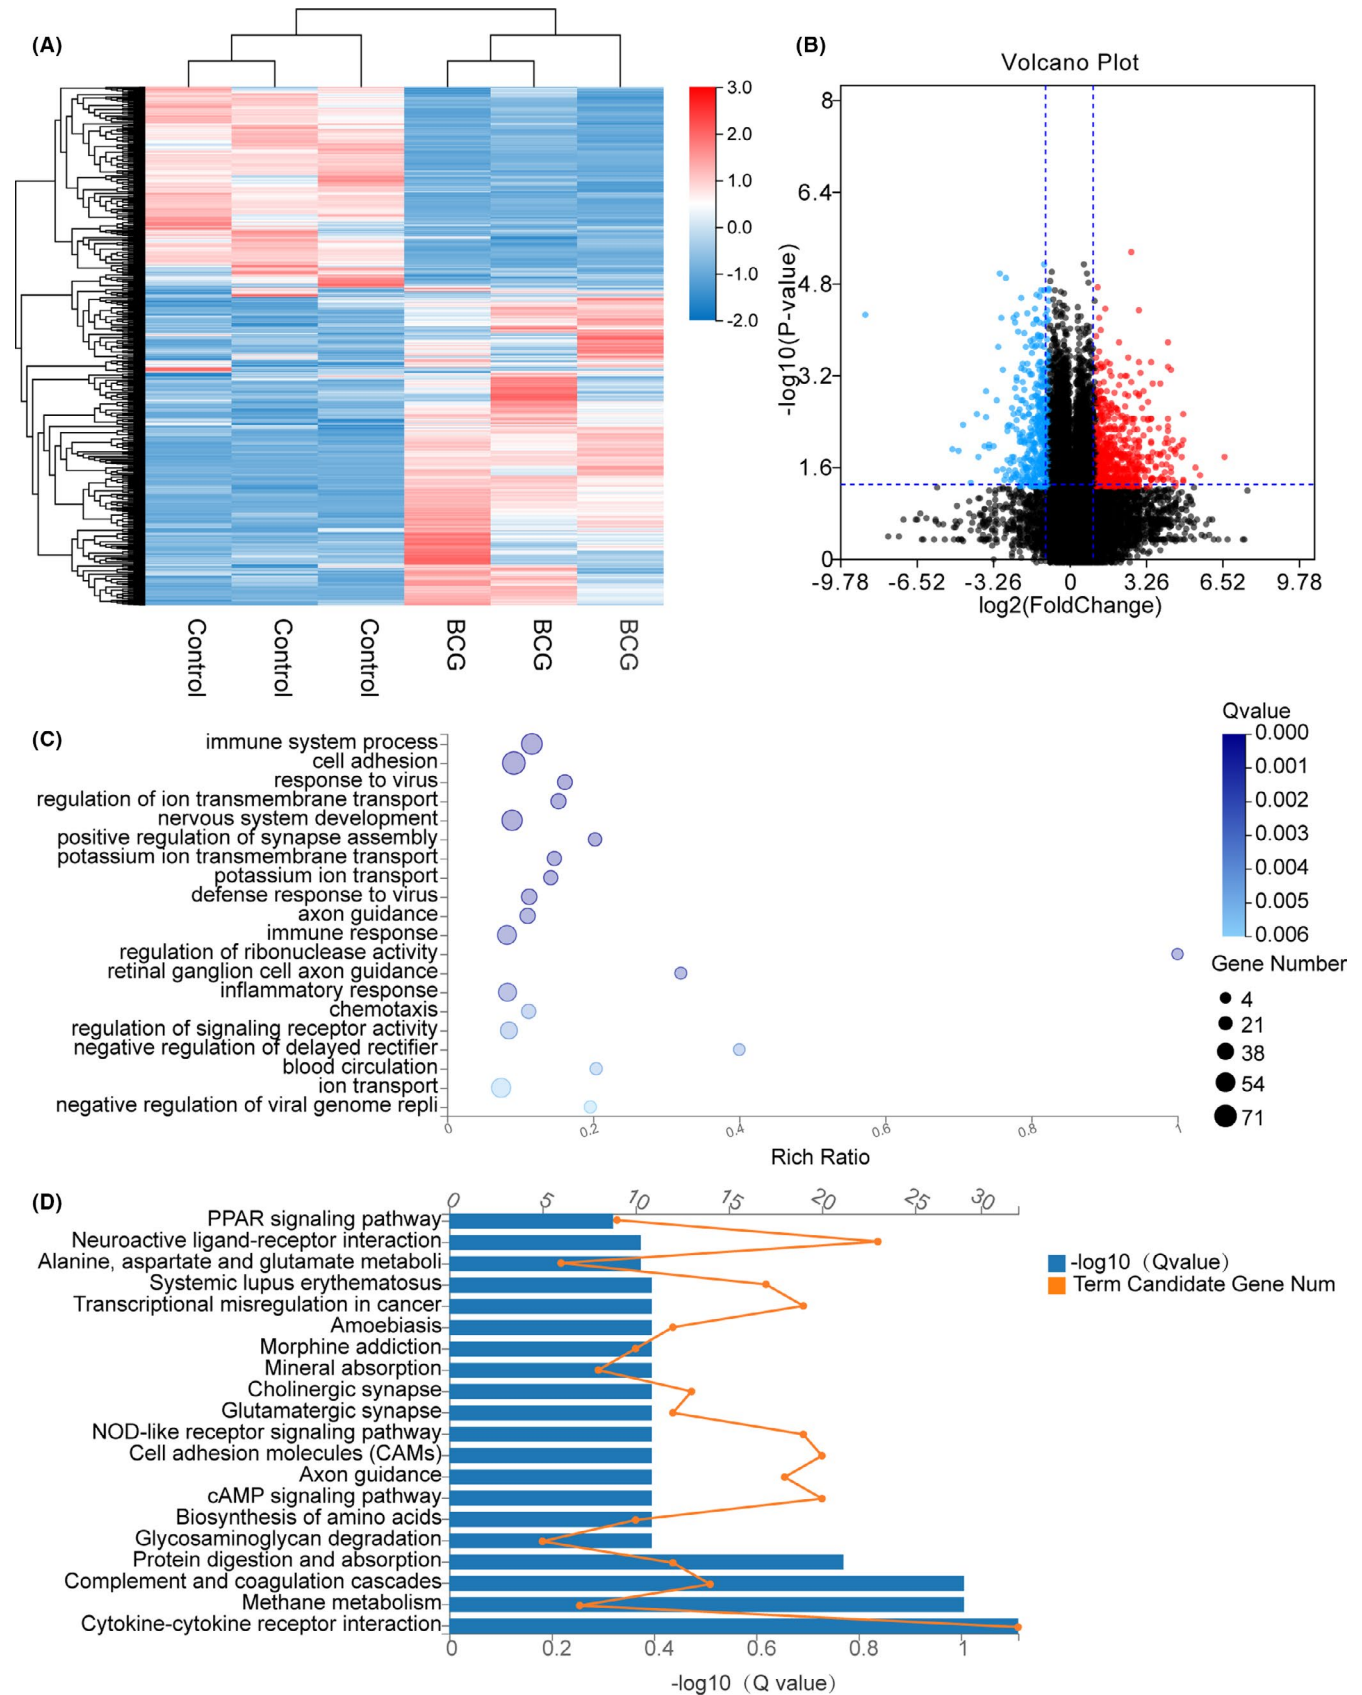 (A)
3.0
2.0
1.0
0.0
-1.0
-2.0
Control
Control
Control
BCG
BCG
BCG
(B)
Volcano Plot
-log10(P-value)
8
6.4
4.8
3.2
1.6
0
-9.78 -6.52 -3.26 0 3.26 6.52 9.78
log2(FoldChange)
(C)
immune system process
cell adhesion
response to virus
regulation of ion transmembrane transport
nervous system development
positive regulation of synapse assembly
potassium ion transmembrane transport
potassium ion transport
defense response to virus
axon guidance
immune response
regulation of ribonuclease activity
retinal ganglion cell axon guidance
inflammatory response
chemotaxis
regulation of signaling receptor activity
negative regulation of delayed rectifier
blood circulation
ion transport
negative regulation of viral genome repli
0 0.2 0.4 0.6 0.8 1
Rich Ratio
Qvalue
0.000
0.001
0.002
0.003
0.004
0.005
0.006
Gene Number
4
21
38
54
71
(D)
0 5 10 15 20 25 30
PPAR signaling pathway
Neuroactive ligand-receptor interaction
Alanine, aspartate and glutamate metaboli
Systemic lupus erythematosus
Transcriptional misregulation in cancer
Amoebiasis
Morphine addiction
Mineral absorption
Cholinergic synapse
Glutamatergic synapse
NOD-like receptor signaling pathway
Cell adhesion molecules (CAMs)
Axon guidance
cAMP signaling pathway
Biosynthesis of amino acids
Glycosaminoglycan degradation
Protein digestion and absorption
Complement and coagulation cascades
Methane metabolism
Cytokine-cytokine receptor interaction
0 0.2 0.4 0.6 0.8 1
-log10（Q value）
-log10（Qvalue）
Term Candidate Gene Num